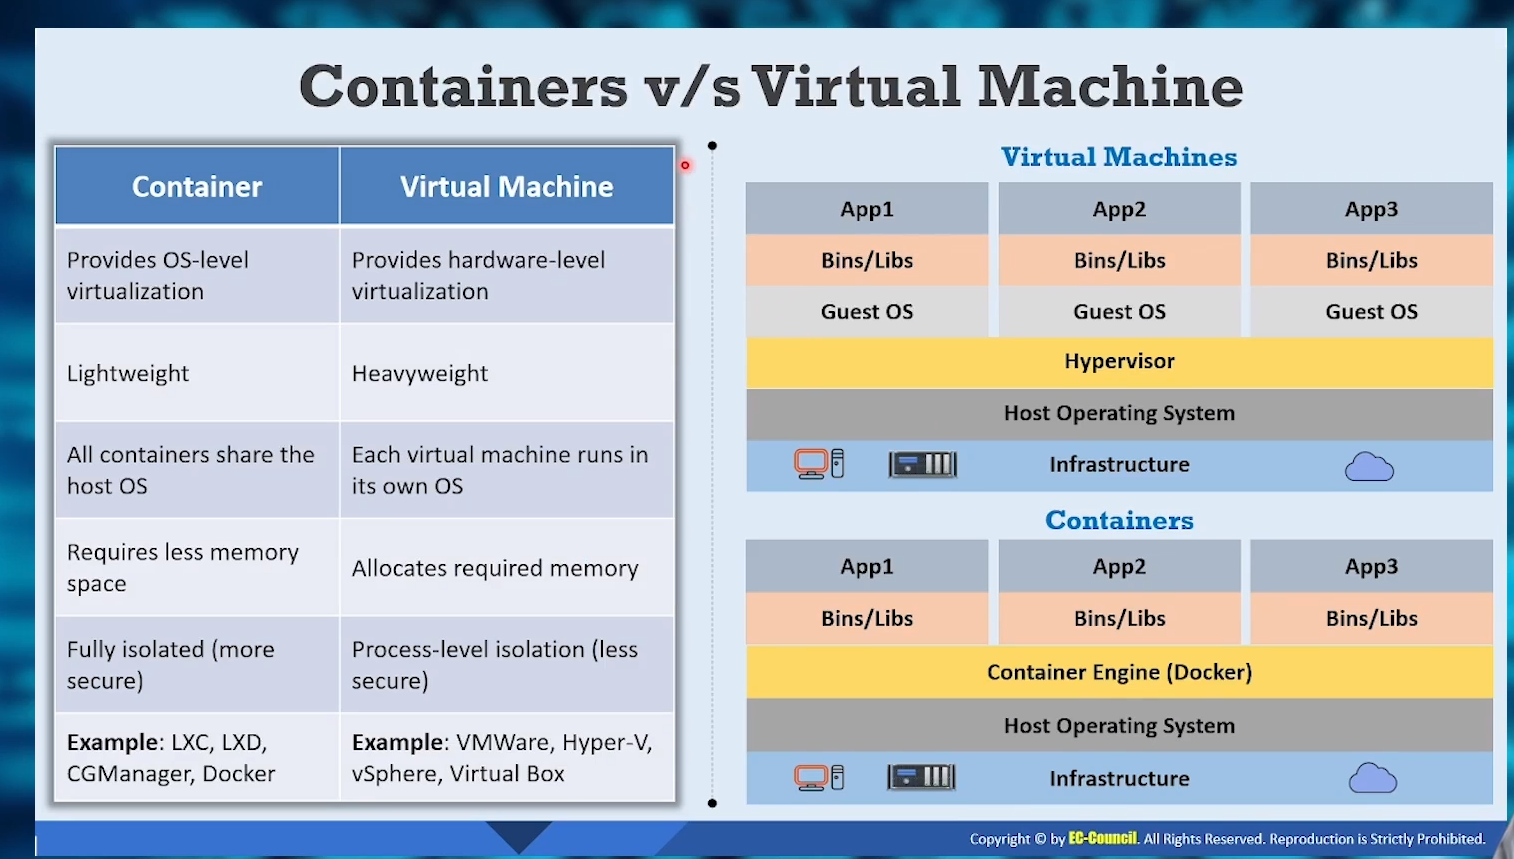 Containers v/s Virtual Machine
Container
Virtual Machine
Provides OS-level
virtualization
Provides hardware-level
virtualization
Lightweight
Heavyweight
All containers share the
host OS
Each virtual machine runs in
its own OS
Requires less memory
space
Allocates required memory
Fully isolated (more
secure)
Process-level isolation (less
secure)
Example: LXC, LXD,
CGManager, Docker
Example: VMWare, Hyper-V,
vSphere, Virtual Box
Virtual Machines
App1
App2
App3
Bins/Libs
Bins/Libs
Bins/Libs
Guest OS
Guest OS
Guest OS
Hypervisor
Host Operating System
Infrastructure
Containers
App1
App2
App3
Bins/Libs
Bins/Libs
Bins/Libs
Container Engine (Docker)
Host Operating System
Infrastructure
Copyright © by EC-Council. All Rights Reserved. Reproduction is Strictly Prohibited.